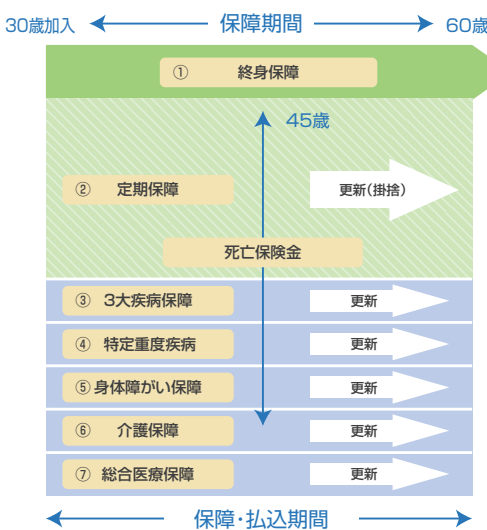 30歳加入 保障期間 60歳
① 終身保障
45歳
② 定期保障 更新(掛捨)
死亡保険金
③ 3大疾病保障 更新
④ 特定重度疾病 更新
⑤ 身体障がい保障 更新
⑥ 介護保障 更新
⑦ 総合医療保障 更新
保障・払込期間